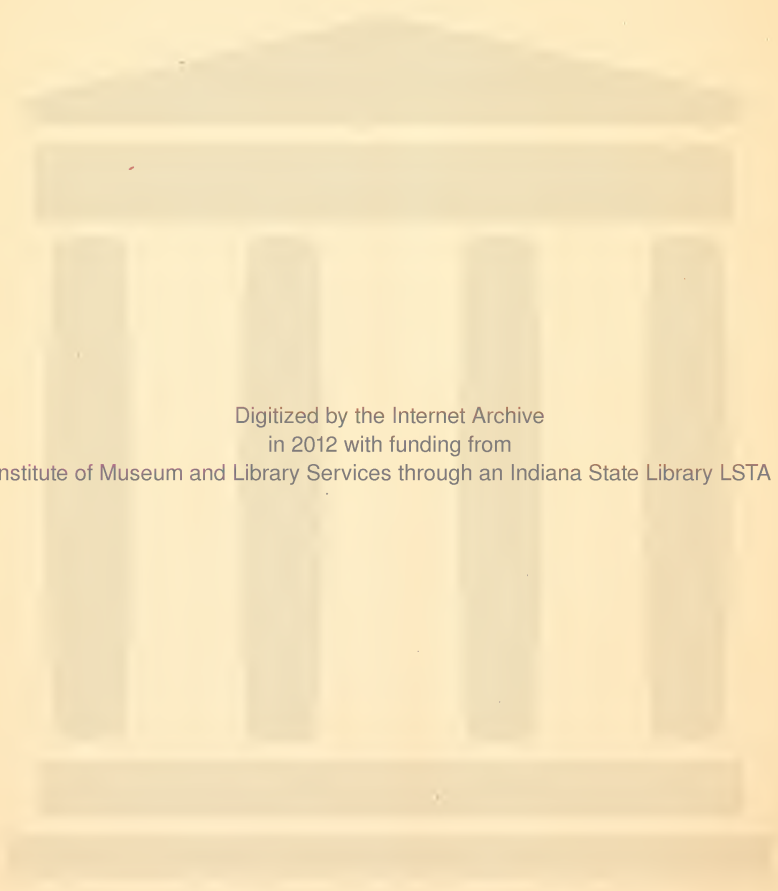 Digitized by the Internet Archive
in 2012 with funding from
nstitute of Museum and Library Services through an Indiana State Library LSTA